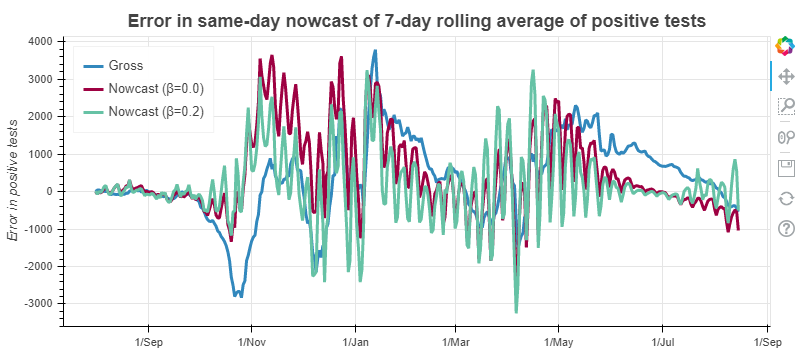 Error in same-day nowcast of 7-day rolling average of positive tests
Error in positive tests
4000
3000
2000
1000
0
-1000
-2000
-3000
Gross
Nowcast (β=0.0)
Nowcast (β=0.2)
1/Sep
1/Nov
1/Jan
1/Mar
1/May
1/Jul
1/Sep